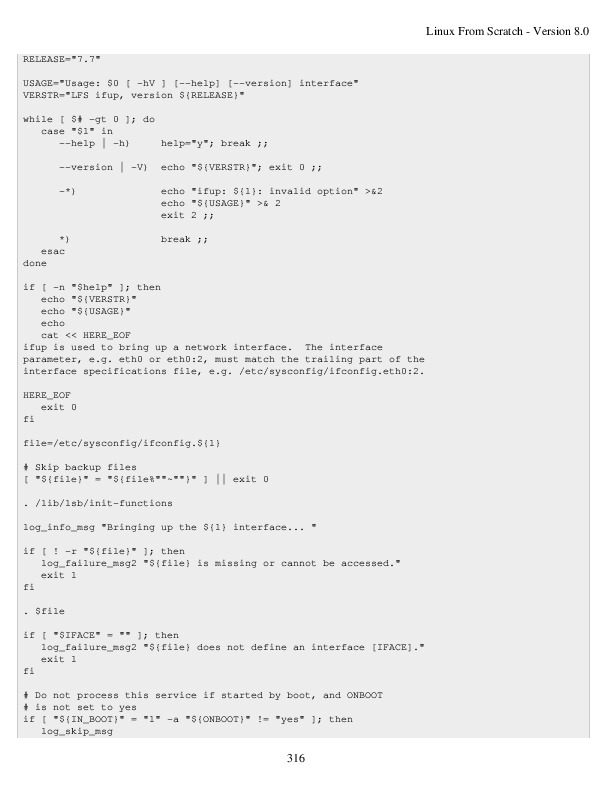 Linux From Scratch - Version 8.0
RELEASE="7.7"
USAGE="Usage: $0 [ -hV ] [--help] [--version] interface"
VERSTR="LFS ifup, version ${RELEASE}"
while [ $# -gt 0 ]; do
   case "$1" in
      --help | -h)     help="y"; break ;;
      --version | -V)  echo "${VERSTR}"; exit 0 ;;
      -*)              echo "ifup: ${1}: invalid option" >&2
                       echo "${USAGE}" >& 2
                       exit 2 ;;
      *)               break ;;
   esac
done
if [ -n "$help" ]; then
   echo "${VERSTR}"
   echo "${USAGE}"
   echo
   cat << HERE_EOF
ifup is used to bring up a network interface.  The interface
parameter, e.g. eth0 or eth0:2, must match the trailing part of the
interface specifications file, e.g. /etc/sysconfig/ifconfig.eth0:2.
HERE_EOF
   exit 0
fi
file=/etc/sysconfig/ifconfig.${1}
# Skip backup files
[ "${file}" = "${file%""~""}" ] || exit 0
. /lib/lsb/init-functions
log_info_msg "Bringing up the ${1} interface... "
if [ ! -r "${file}" ]; then
   log_failure_msg2 "${file} is missing or cannot be accessed."
   exit 1
fi
. $file
if [ "$IFACE" = "" ]; then
   log_failure_msg2 "${file} does not define an interface [IFACE]."
   exit 1
fi
# Do not process this service if started by boot, and ONBOOT
# is not set to yes
if [ "${IN_BOOT}" = "1" -a "${ONBOOT}" != "yes" ]; then
   log_skip_msg
316